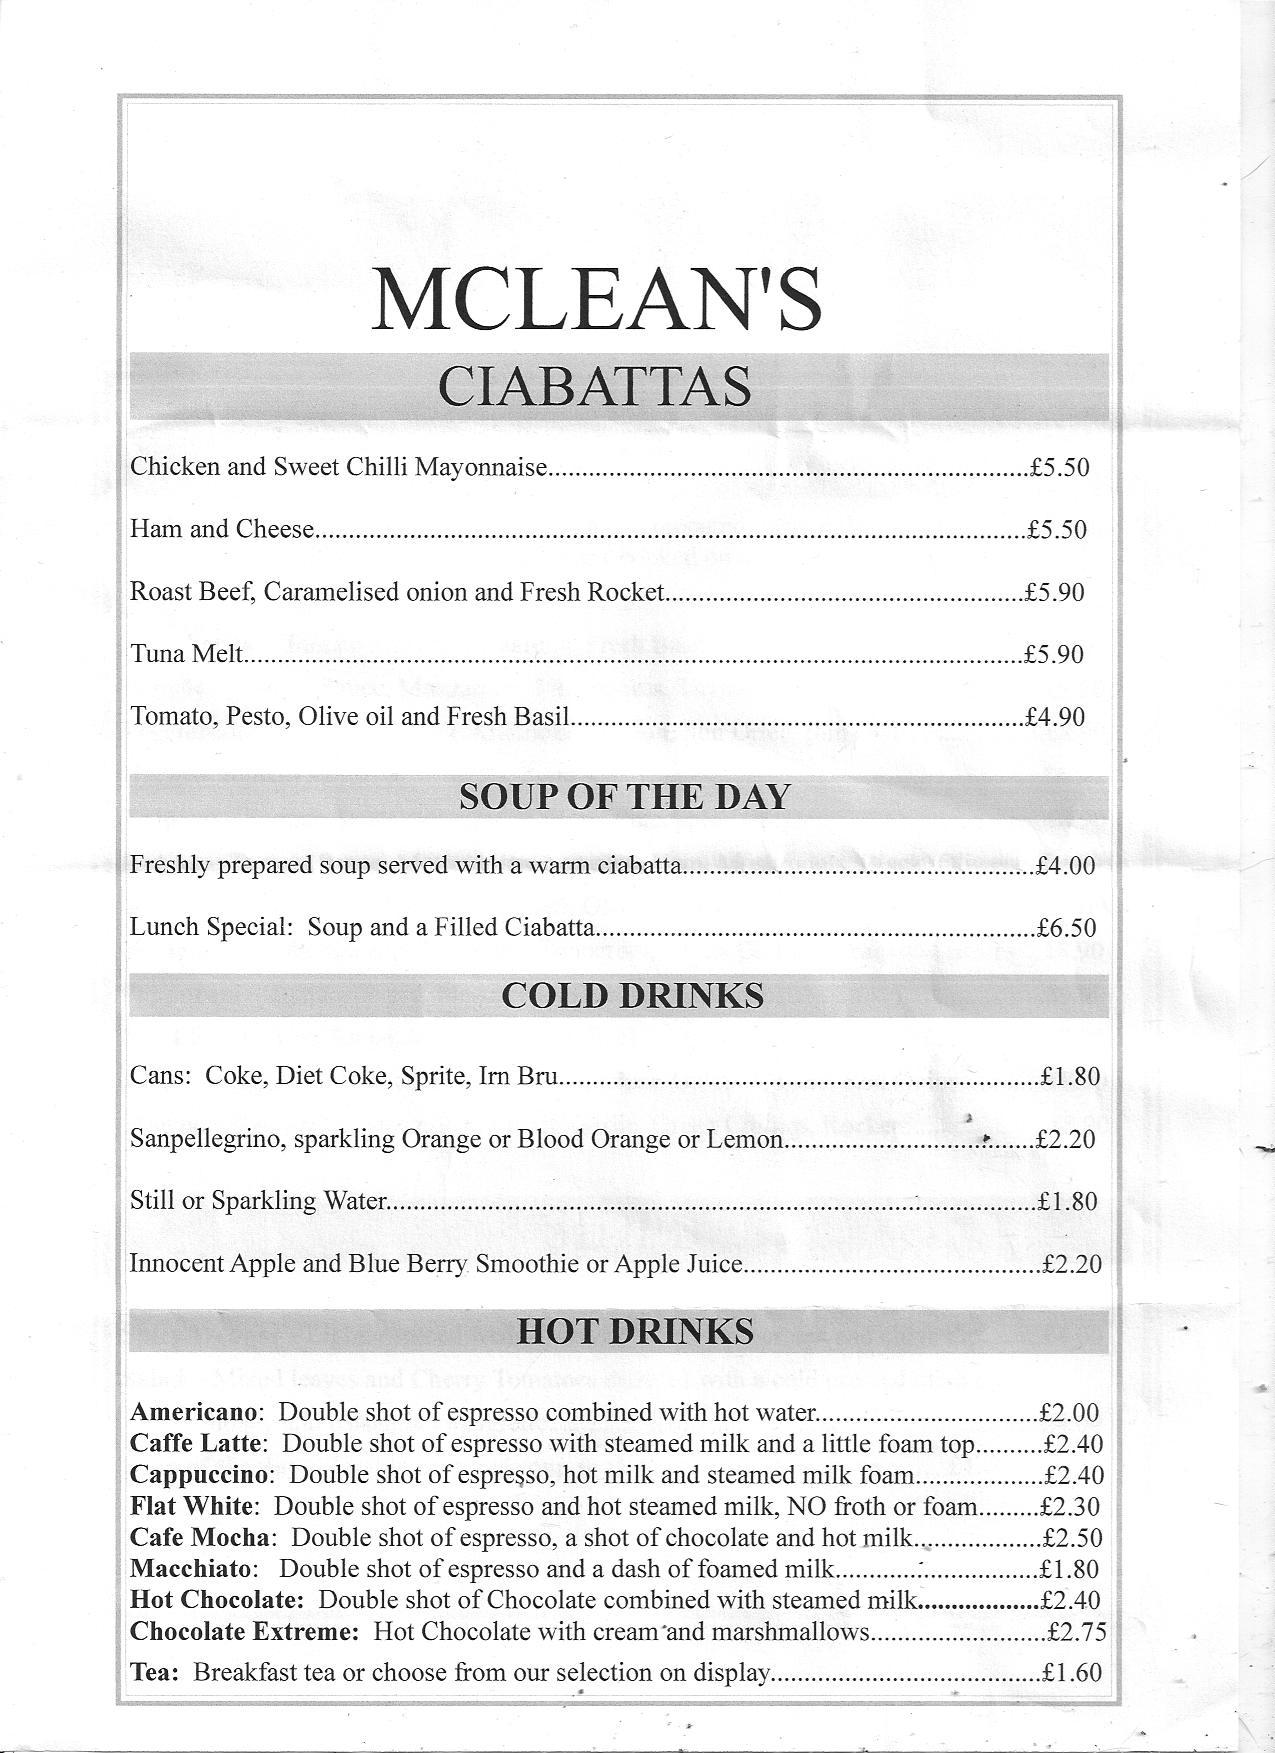 MCLEAN'S
CIABATTAS
Chicken and Sweet Chilli Mayonnaise.......................................................................£5.50
Ham and Cheese..........................................................................................................£5.50
Roast Beef, Caramelised onion and Fresh Rocket.....................................................£5.90
Tuna Melt....................................................................................................................£5.90
Tomato, Pesto, Olive oil and Fresh Basil...................................................................£4.90
SOUP OF THE DAY
Freshly prepared soup served with a warm ciabatta....................................................£4.00
Lunch Special: Soup and a Filled Ciabatta.................................................................£6.50
COLD DRINKS
Cans: Coke, Diet Coke, Sprite, Irn Bru.......................................................................£1.80
Sanpellegrino, sparkling Orange or Blood Orange or Lemon.....................................£2.20
Still or Sparkling Water................................................................................................£1.80
Innocent Apple and Blue Berry Smoothie or Apple Juice............................................£2.20
HOT DRINKS
Americano: Double shot of espresso combined with hot water.................................£2.00
Caffe Latte: Double shot of espresso with steamed milk and a little foam top..........£2.40
Cappuccino: Double shot of espresso, hot milk and steamed milk foam...................£2.40
Flat White: Double shot of espresso and hot steamed milk, NO froth or foam.........£2.30
Cafe Mocha: Double shot of espresso, a shot of chocolate and hot milk...................£2.50
Macchiato: Double shot of espresso and a dash of foamed milk..............................£1.80
Hot Chocolate: Double shot of Chocolate combined with steamed milk..................£2.40
Chocolate Extreme: Hot Chocolate with cream and marshmallows..........................£2.75
Tea: Breakfast tea or choose from our selection on display........................................£1.60